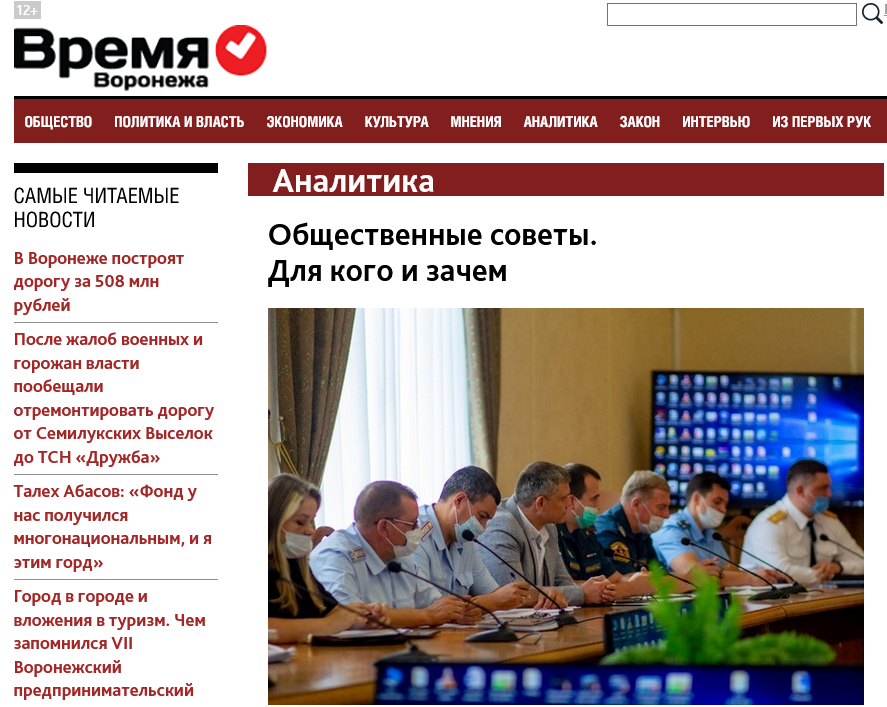 12+
Время
Воронежа
ОБЩЕСТВО ПОЛИТИКА И ВЛАСТЬ ЭКОНОМИКА КУЛЬТУРА МНЕНИЯ АНАЛИТИКА ЗАКОН ИНТЕРВЬЮ ИЗ ПЕРВЫХ РУК
САМЫЕ ЧИТАЕМЫЕ
НОВОСТИ
В Воронеже построят
дорогу за 508 млн
рублей
После жалоб военных и
горожан власти
пообещали
отремонтировать дорогу
от Семилукских Выселок
до ТСН «Дружба»
Талех Абасов: «Фонд у
нас получился
многонациональным, и я
этим горд»
Город в городе и
вложения в туризм. Чем
запомнился VII
Воронежский
предпринимательский
Аналитика
Общественные советы.
Для кого и зачем